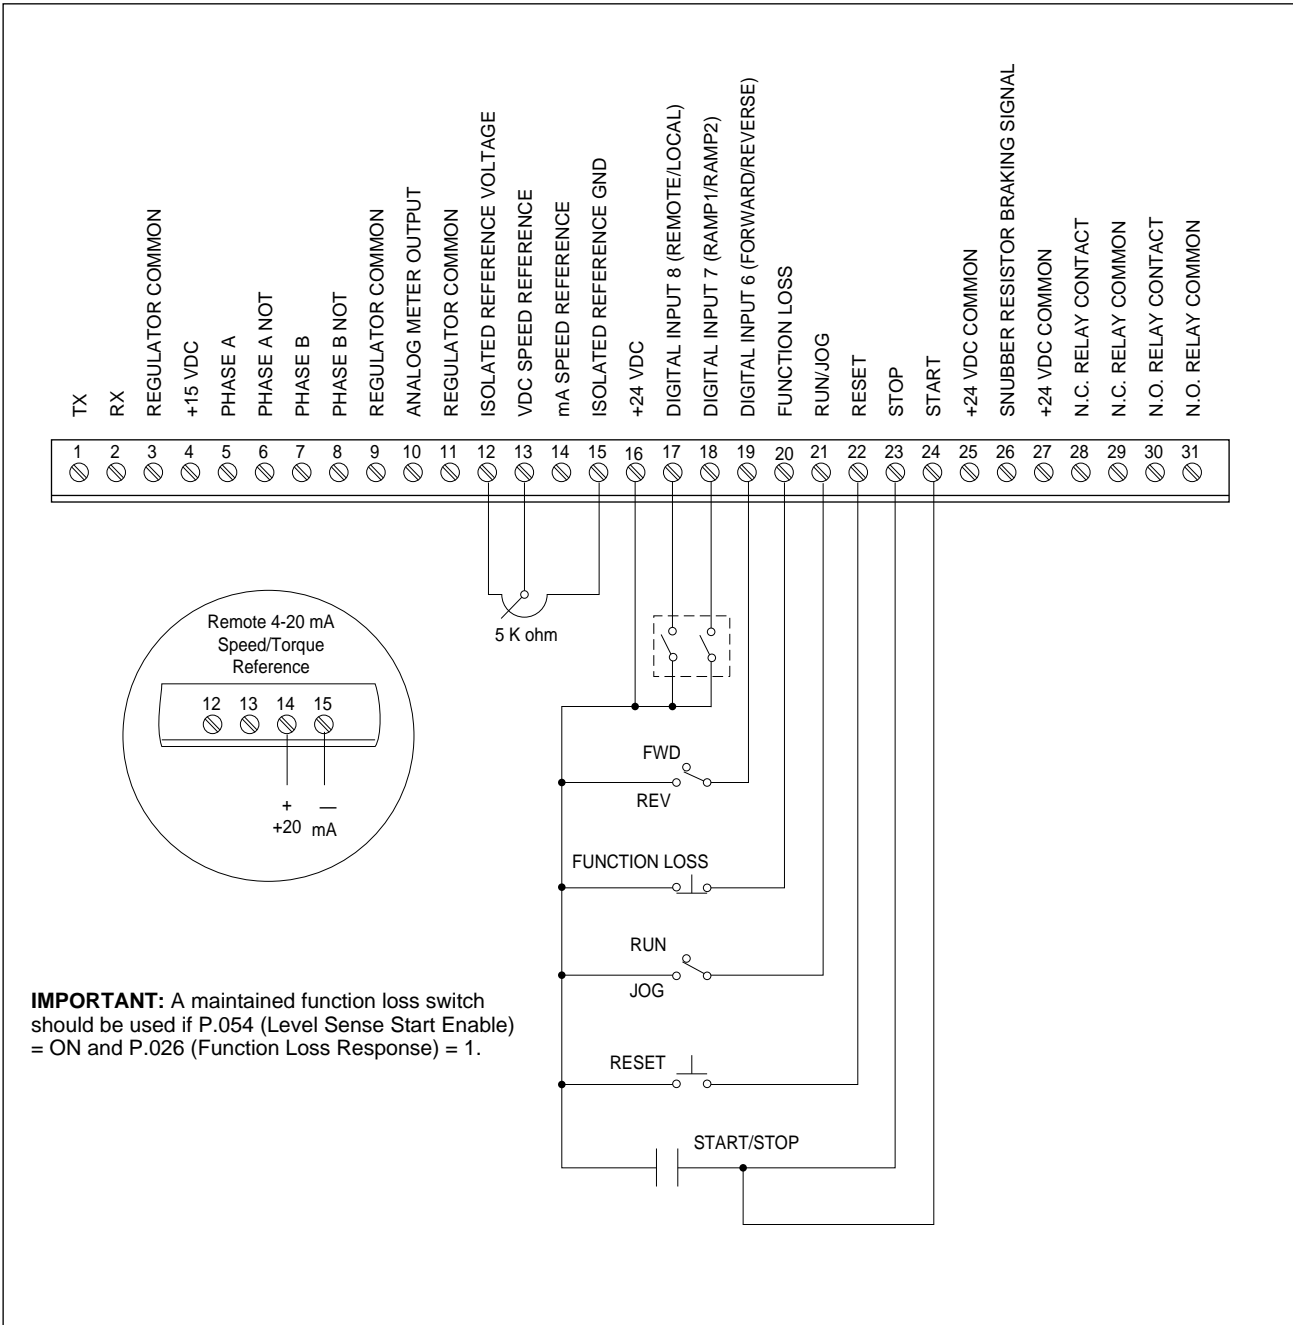 TX
RX
REGULATOR COMMON
+15 VDC
PHASE A
PHASE A NOT
PHASE B
PHASE B NOT
REGULATOR COMMON
ANALOG METER OUTPUT
REGULATOR COMMON
ISOLATED REFERENCE VOLTAGE
VDC SPEED REFERENCE
mA SPEED REFERENCE
ISOLATED REFERENCE GND
+24 VDC
DIGITAL INPUT 8 (REMOTE/LOCAL)
DIGITAL INPUT 7 (RAMP1/RAMP2)
DIGITAL INPUT 6 (FORWARD/REVERSE)
FUNCTION LOSS
RUN/JOG
RESET
STOP
START
+24 VDC COMMON
SNUBBER RESISTOR BRAKING SIGNAL
+24 VDC COMMON
N.C. RELAY CONTACT
N.C. RELAY COMMON
N.O. RELAY CONTACT
N.O. RELAY COMMON
1 2 3 4 5 6 7 8 9 10 11 12 13 14 15 16 17 18 19 20 21 22 23 24 25 26 27 28 29 30 31
5 K ohm
Remote 4-20 mA
Speed/Torque
Reference
12 13 14 15
+ —
+20 mA
FWD
REV
FUNCTION LOSS
RUN
JOG
IMPORTANT: A maintained function loss switch
should be used if P.054 (Level Sense Start Enable)
= ON and P.026 (Function Loss Response) = 1.
RESET
START/STOP